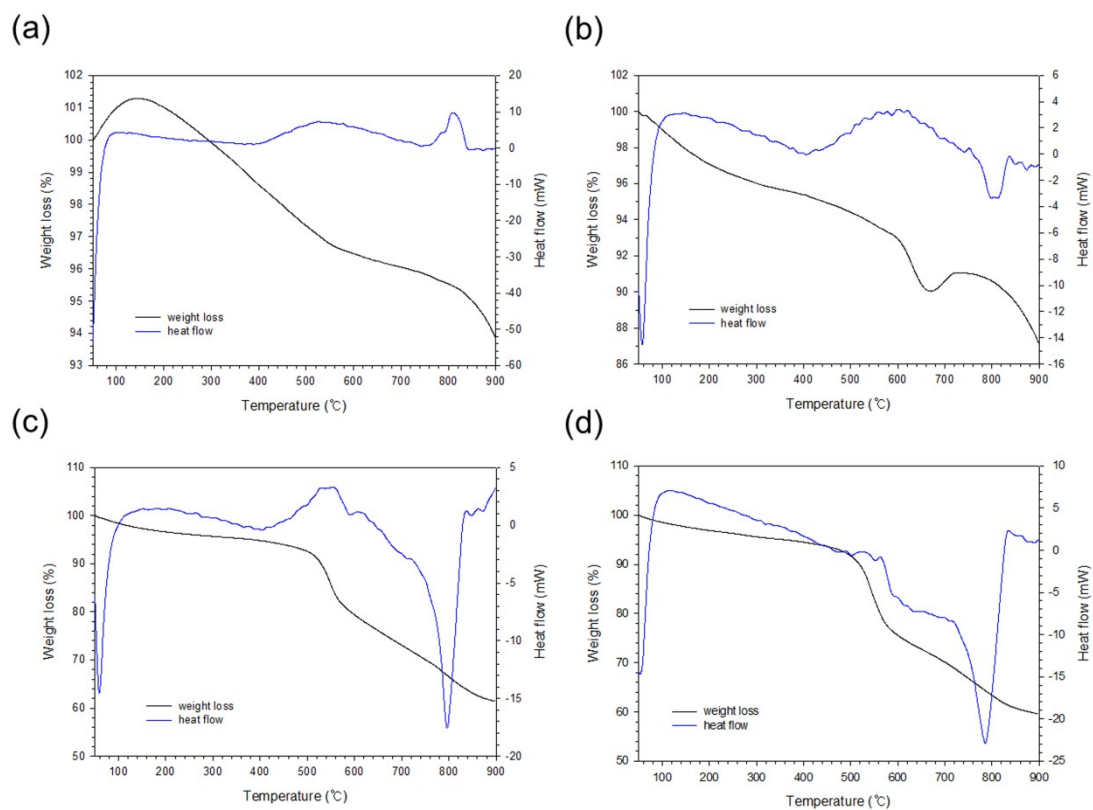 (a)
102
101
100
99
98
97
96
95
94
93
Weight loss (%)
20
10
0
-10
-20
-30
-40
-50
-60
Heat flow (mW)
weight loss
heat flow
100 200 300 400 500 600 700 800 900
Temperature (℃)
(b)
102
100
98
96
94
92
90
88
86
Weight loss (%)
6
4
2
0
-2
-4
-6
-8
-10
-12
-14
-16
Heat flow (mW)
weight loss
heat flow
100 200 300 400 500 600 700 800 900
Temperature (℃)
(c)
110
100
90
80
70
60
50
Weight loss (%)
5
0
-5
-10
-15
-20
Heat flow (mW)
weight loss
heat flow
100 200 300 400 500 600 700 800 900
Temperature (℃)
(d)
110
100
90
80
70
60
50
Weight loss (%)
10
5
0
-5
-10
-15
-20
-25
Heat flow (mW)
weight loss
heat flow
100 200 300 400 500 600 700 800 900
Temperature (℃)